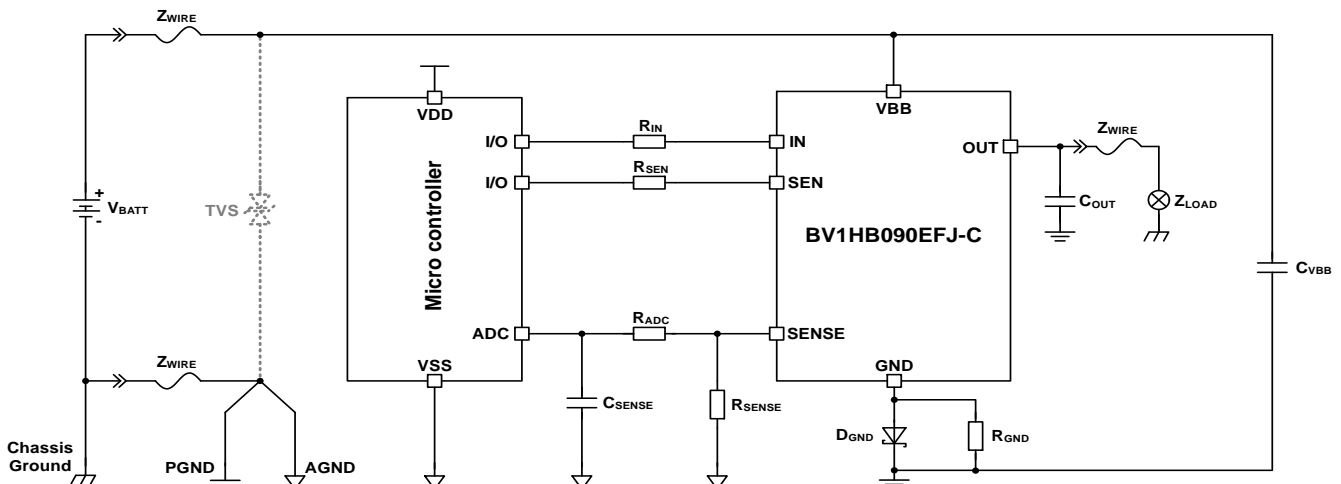 ZWIRE
VDD
VBB
I/O
RIN
IN
OUT
ZWIRE
I/O
RSEN
SEN
+
VBATT
-
TVS
Micro controller
BV1HB090EFJ-C
COUT
ZLOAD
CVBB
ADC
RADC
SENSE
ZWIRE
VSS
GND
CSENSE
RSENSE
DGND
RGND
Chassis
Ground
PGND
AGND